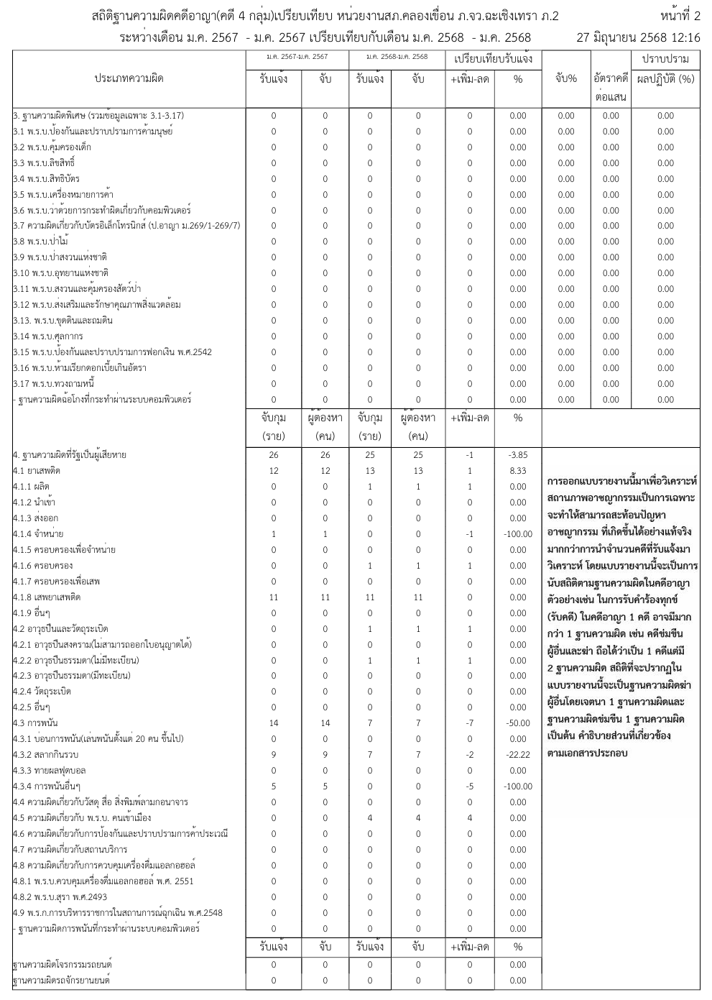 สถิติฐานความผิดคดีอาญา(คดี 4 กลุ่ม)เปรียบเทียบ หน่วยงานสภ.คลองเขื่อน ภ.จว.ฉะเชิงเทรา ภ.2 หน้าที่ 2
ระหว่างเดือน ม.ค. 2567 - ม.ค. 2567 เปรียบเทียบกับเดือน ม.ค. 2568 - ม.ค. 2568 27 มิถุนายน 2568 12:16
ม.ค. 2567-ม.ค. 2567 ม.ค. 2568-ม.ค. 2568 เปรียบเทียบรับแจ้ง ปราบปราม
ประเภทความผิด รับแจ้ง จับ รับแจ้ง จับ +เพิ่ม-ลด % จับ% อัตราคดี ผลปฏิบัติ (%)
ต่อแสน
3. ฐานความผิดพิเศษ (รวมข้อมูลเฉพาะ 3.1-3.17) 0 0 0 0 0 0.00 0.00 0.00 0.00
3.1 พ.ร.บ.ป้องกันและปราบปรามการค้ามนุษย์ 0 0 0 0 0 0.00 0.00 0.00 0.00
3.2 พ.ร.บ.คุ้มครองเด็ก 0 0 0 0 0 0.00 0.00 0.00 0.00
3.3 พ.ร.บ.ลิขสิทธิ์ 0 0 0 0 0 0.00 0.00 0.00 0.00
3.4 พ.ร.บ.สิทธิบัตร 0 0 0 0 0 0.00 0.00 0.00 0.00
3.5 พ.ร.บ.เครื่องหมายการค้า 0 0 0 0 0 0.00 0.00 0.00 0.00
3.6 พ.ร.บ.ว่าด้วยการกระทำผิดเกี่ยวกับคอมพิวเตอร์ 0 0 0 0 0 0.00 0.00 0.00 0.00
3.7 ความผิดเกี่ยวกับบัตรอิเล็กโทรนิกส์ (ป.อาญา ม.269/1-269/7) 0 0 0 0 0 0.00 0.00 0.00 0.00
3.8 พ.ร.บ.ป่าไม้ 0 0 0 0 0 0.00 0.00 0.00 0.00
3.9 พ.ร.บ.ป่าสงวนแห่งชาติ 0 0 0 0 0 0.00 0.00 0.00 0.00
3.10 พ.ร.บ.อุทยานแห่งชาติ 0 0 0 0 0 0.00 0.00 0.00 0.00
3.11 พ.ร.บ.สงวนและคุ้มครองสัตว์ป่า 0 0 0 0 0 0.00 0.00 0.00 0.00
3.12 พ.ร.บ.ส่งเสริมและรักษาคุณภาพสิ่งแวดล้อม 0 0 0 0 0 0.00 0.00 0.00 0.00
3.13. พ.ร.บ.ขุดดินและถมดิน 0 0 0 0 0 0.00 0.00 0.00 0.00
3.14 พ.ร.บ.ศุลกากร 0 0 0 0 0 0.00 0.00 0.00 0.00
3.15 พ.ร.บ.ป้องกันและปราบปรามการฟอกเงิน พ.ศ.2542 0 0 0 0 0 0.00 0.00 0.00 0.00
3.16 พ.ร.บ.ห้ามเรียกดอกเบี้ยเกินอัตรา 0 0 0 0 0 0.00 0.00 0.00 0.00
3.17 พ.ร.บ.ทวงถามหนี้ 0 0 0 0 0 0.00 0.00 0.00 0.00
- ฐานความผิดฉ้อโกงที่กระทำผ่านระบบคอมพิวเตอร์ 0 0 0 0 0 0.00 0.00 0.00 0.00
จับกุม ผู้ต้องหา จับกุม ผู้ต้องหา +เพิ่ม-ลด %
(ราย) (คน) (ราย) (คน)
4. ฐานความผิดที่รัฐเป็นผู้เสียหาย 26 26 25 25 -1 -3.85
4.1 ยาเสพติด 12 12 13 13 1 8.33
4.1.1 ผลิต 0 0 1 1 1 0.00
4.1.2 นำเข้า 0 0 0 0 0 0.00
4.1.3 ส่งออก 0 0 0 0 0 0.00
4.1.4 จำหน่าย 1 1 0 0 -1 -100.00
4.1.5 ครอบครองเพื่อจำหน่าย 0 0 0 0 0 0.00
4.1.6 ครอบครอง 0 0 1 1 1 0.00
4.1.7 ครอบครองเพื่อเสพ 0 0 0 0 0 0.00
4.1.8 เสพยาเสพติด 11 11 11 11 0 0.00
4.1.9 อื่นๆ 0 0 0 0 0 0.00
4.2 อาวุธปืนและวัตถุระเบิด 0 0 1 1 1 0.00
4.2.1 อาวุธปืนสงคราม(ไม่สามารถออกใบอนุญาตได้) 0 0 0 0 0 0.00
4.2.2 อาวุธปืนธรรมดา(ไม่มีทะเบียน) 0 0 1 1 1 0.00
4.2.3 อาวุธปืนธรรมดา(มีทะเบียน) 0 0 0 0 0 0.00
4.2.4 วัตถุระเบิด 0 0 0 0 0 0.00
4.2.5 อื่นๆ 0 0 0 0 0 0.00
4.3 การพนัน 14 14 7 7 -7 -50.00
4.3.1 บ่อนการพนัน(เล่นพนันตั้งแต่ 20 คน ขึ้นไป) 0 0 0 0 0 0.00
4.3.2 สลากกินรวบ 9 9 7 7 -2 -22.22
4.3.3 ทายผลฟุตบอล 0 0 0 0 0 0.00
4.3.4 การพนันอื่นๆ 5 5 0 0 -5 -100.00
4.4 ความผิดเกี่ยวกับวัสดุ สื่อ สิ่งพิมพ์ลามกอนาจาร 0 0 0 0 0 0.00
4.5 ความผิดเกี่ยวกับ พ.ร.บ. คนเข้าเมือง 0 0 4 4 4 0.00
4.6 ความผิดเกี่ยวกับการป้องกันและปราบปรามการค้าประเวณี 0 0 0 0 0 0.00
4.7 ความผิดเกี่ยวกับสถานบริการ 0 0 0 0 0 0.00
4.8 ความผิดเกี่ยวกับการควบคุมเครื่องดื่มแอลกอฮอล์ 0 0 0 0 0 0.00
4.8.1 พ.ร.บ.ควบคุมเครื่องดื่มแอลกอฮอล์ พ.ศ. 2551 0 0 0 0 0 0.00
4.8.2 พ.ร.บ.สุรา พ.ศ.2493 0 0 0 0 0 0.00
4.9 พ.ร.ก.การบริหารราชการในสถานการณ์ฉุกเฉิน พ.ศ.2548 0 0 0 0 0 0.00
- ฐานความผิดการพนันที่กระทำผ่านระบบคอมพิวเตอร์ 0 0 0 0 0 0.00
รับแจ้ง จับ รับแจ้ง จับ +เพิ่ม-ลด %
ฐานความผิดโจรกรรมรถยนต์ 0 0 0 0 0 0.00
ฐานความผิดรถจักรยานยนต์ 0 0 0 0 0 0.00
การออกแบบรายงานนี้มาเพื่อวิเคราะห์
สถานภาพอาชญากรรมเป็นการเฉพาะ
จะทำให้สามารถสะท้อนปัญหา
อาชญากรรม ที่เกิดขึ้นได้อย่างแท้จริง
มากกว่าการนำจำนวนคดีที่รับแจ้งมา
วิเคราะห์ โดยแบบรายงานนี้จะเป็นการ
นับสถิติตามฐานความผิดในคดีอาญา
ตัวอย่างเช่น ในการรับคำร้องทุกข์
(รับคดี) ในคดีอาญา 1 คดี อาจมีมาก
กว่า 1 ฐานความผิด เช่น คดีข่มขืน
ผู้อื่นและฆ่า ถือได้ว่าเป็น 1 คดีแต่มี
2 ฐานความผิด สถิติที่จะปรากฏใน
แบบรายงานนี้จะเป็นฐานความผิดฆ่า
ผู้อื่นโดยเจตนา 1 ฐานความผิดและ
ฐานความผิดข่มขืน 1 ฐานความผิด
เป็นต้น คำธิบายส่วนที่เกี่ยวข้อง
ตามเอกสารประกอบ